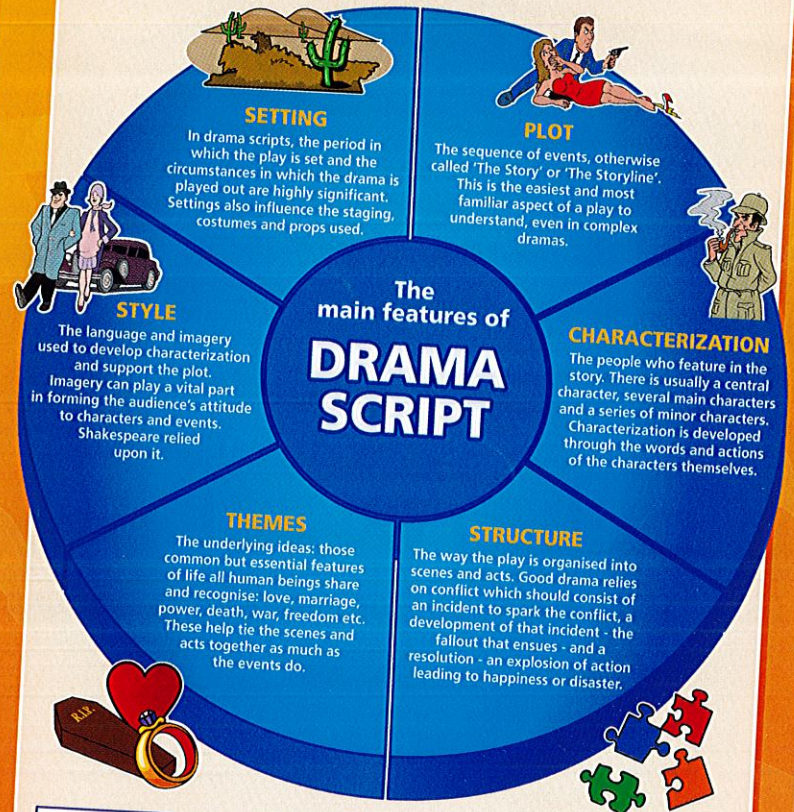 The
main features of
DRAMA
SCRIPT
SETTING
In drama scripts, the period in
which the play is set and the
circumstances in which the drama is
played out are highly significant.
Settings also influence the staging,
costumes and props used.
PLOT
The sequence of events, otherwise
called 'The Story' or 'The Storyline'.
This is the easiest and most
familiar aspect of a play to
understand, even in complex
dramas.
CHARACTERIZATION
The people who feature in the
story. There is usually a central
character, several main characters
and a series of minor characters.
Characterization is developed
through the words and actions
of the characters themselves.
STRUCTURE
The way the play is organised into
scenes and acts. Good drama relies
on conflict which should consist of
an incident to spark the conflict, a
development of that incident - the
fallout that ensues - and a
resolution - an explosion of action
leading to happiness or disaster.
THEMES
The underlying ideas: those
common but essential features
of life all human beings share
and recognise: love, marriage,
power, death, war, freedom etc.
These help tie the scenes and
acts together as much as
the events do.
STYLE
The language and imagery
used to develop characterization
and support the plot.
Imagery can play a vital part
in forming the audience's attitude
to characters and events.
Shakespeare relied
upon it.
R.I.P.